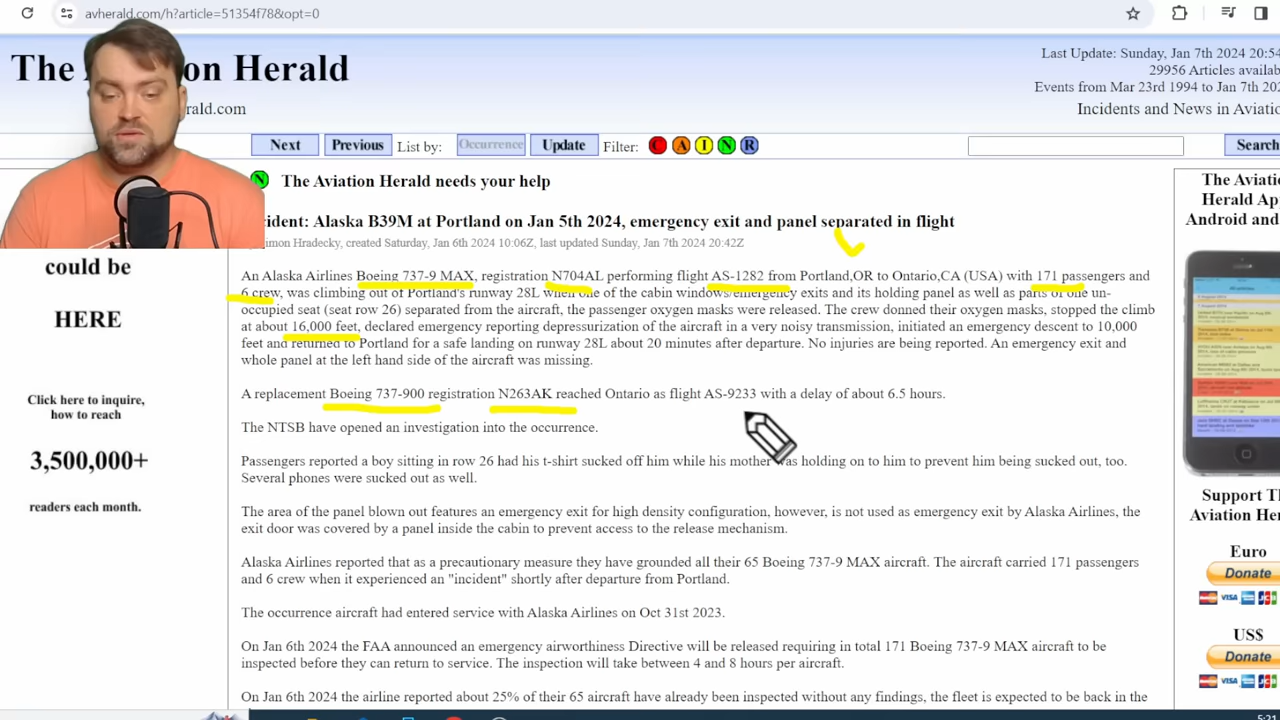 avherald.com/h?article=51354f78&opt=0
The A on Herald
rald.com
Last Update: Sunday, Jan 7th 2024 20:54
29956 Articles availab
Events from Mar 23rd 1994 to Jan 7th 202
Incidents and News in Aviatio
Next Previous List by: Occurrence Update Filter: C A I N R Search
N The Aviation Herald needs your help
ident: Alaska B39M at Portland on Jan 5th 2024, emergency exit and panel separated in flight
imon Hradecky, created Saturday, Jan 6th 2024 10:06Z, last updated Sunday, Jan 7th 2024 20:42Z
An Alaska Airlines Boeing 737-9 MAX, registration N704AL performing flight AS-1282 from Portland,OR to Ontario,CA (USA) with 171 passengers and
6 crew, was climbing out of Portland's runway 28L when one of the cabin windows/emergency exits and its holding panel as well as parts of one un-
occupied seat (seat row 26) separated from the aircraft, the passenger oxygen masks were released. The crew donned their oxygen masks, stopped the climb
at about 16,000 feet, declared emergency reporting depressurization of the aircraft in a very noisy transmission, initiated an emergency descent to 10,000
feet and returned to Portland for a safe landing on runway 28L about 20 minutes after departure. No injuries are being reported. An emergency exit and
whole panel at the left hand side of the aircraft was missing.
A replacement Boeing 737-900 registration N263AK reached Ontario as flight AS-9233 with a delay of about 6.5 hours.
The NTSB have opened an investigation into the occurrence.
Passengers reported a boy sitting in row 26 had his t-shirt sucked off him while his mother was holding on to him to prevent him being sucked out, too.
Several phones were sucked out as well.
The area of the panel blown out features an emergency exit for high density configuration, however, is not used as emergency exit by Alaska Airlines, the
exit door was covered by a panel inside the cabin to prevent access to the release mechanism.
Alaska Airlines reported that as a precautionary measure they have grounded all their 65 Boeing 737-9 MAX aircraft. The aircraft carried 171 passengers
and 6 crew when it experienced an "incident" shortly after departure from Portland.
The occurrence aircraft had entered service with Alaska Airlines on Oct 31st 2023.
On Jan 6th 2024 the FAA announced an emergency airworthiness Directive will be released requiring in total 171 Boeing 737-9 MAX aircraft to be
inspected before they can return to service. The inspection will take between 4 and 8 hours per aircraft.
On Jan 6th 2024 the airline reported about 25% of their 65 aircraft have already been inspected without any findings, the fleet is expected to be back in the
could be
HERE
Click here to inquire,
how to reach
3,500,000+
readers each month.
The Aviatio
Herald App
Android and
Support Th
Aviation Her
Euro
Donate
VISA
US$
Donate
VISA